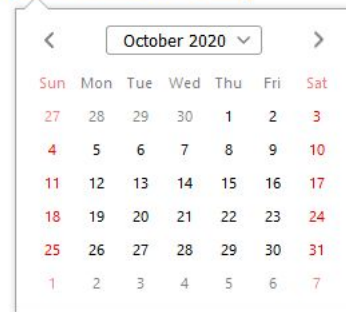 October 2020
Sun Mon Tue Wed Thu Fri Sat
27 28 29 30 1 2 3
4 5 6 7 8 9 10
11 12 13 14 15 16 17
18 19 20 21 22 23 24
25 26 27 28 29 30 31
1 2 3 4 5 6 7